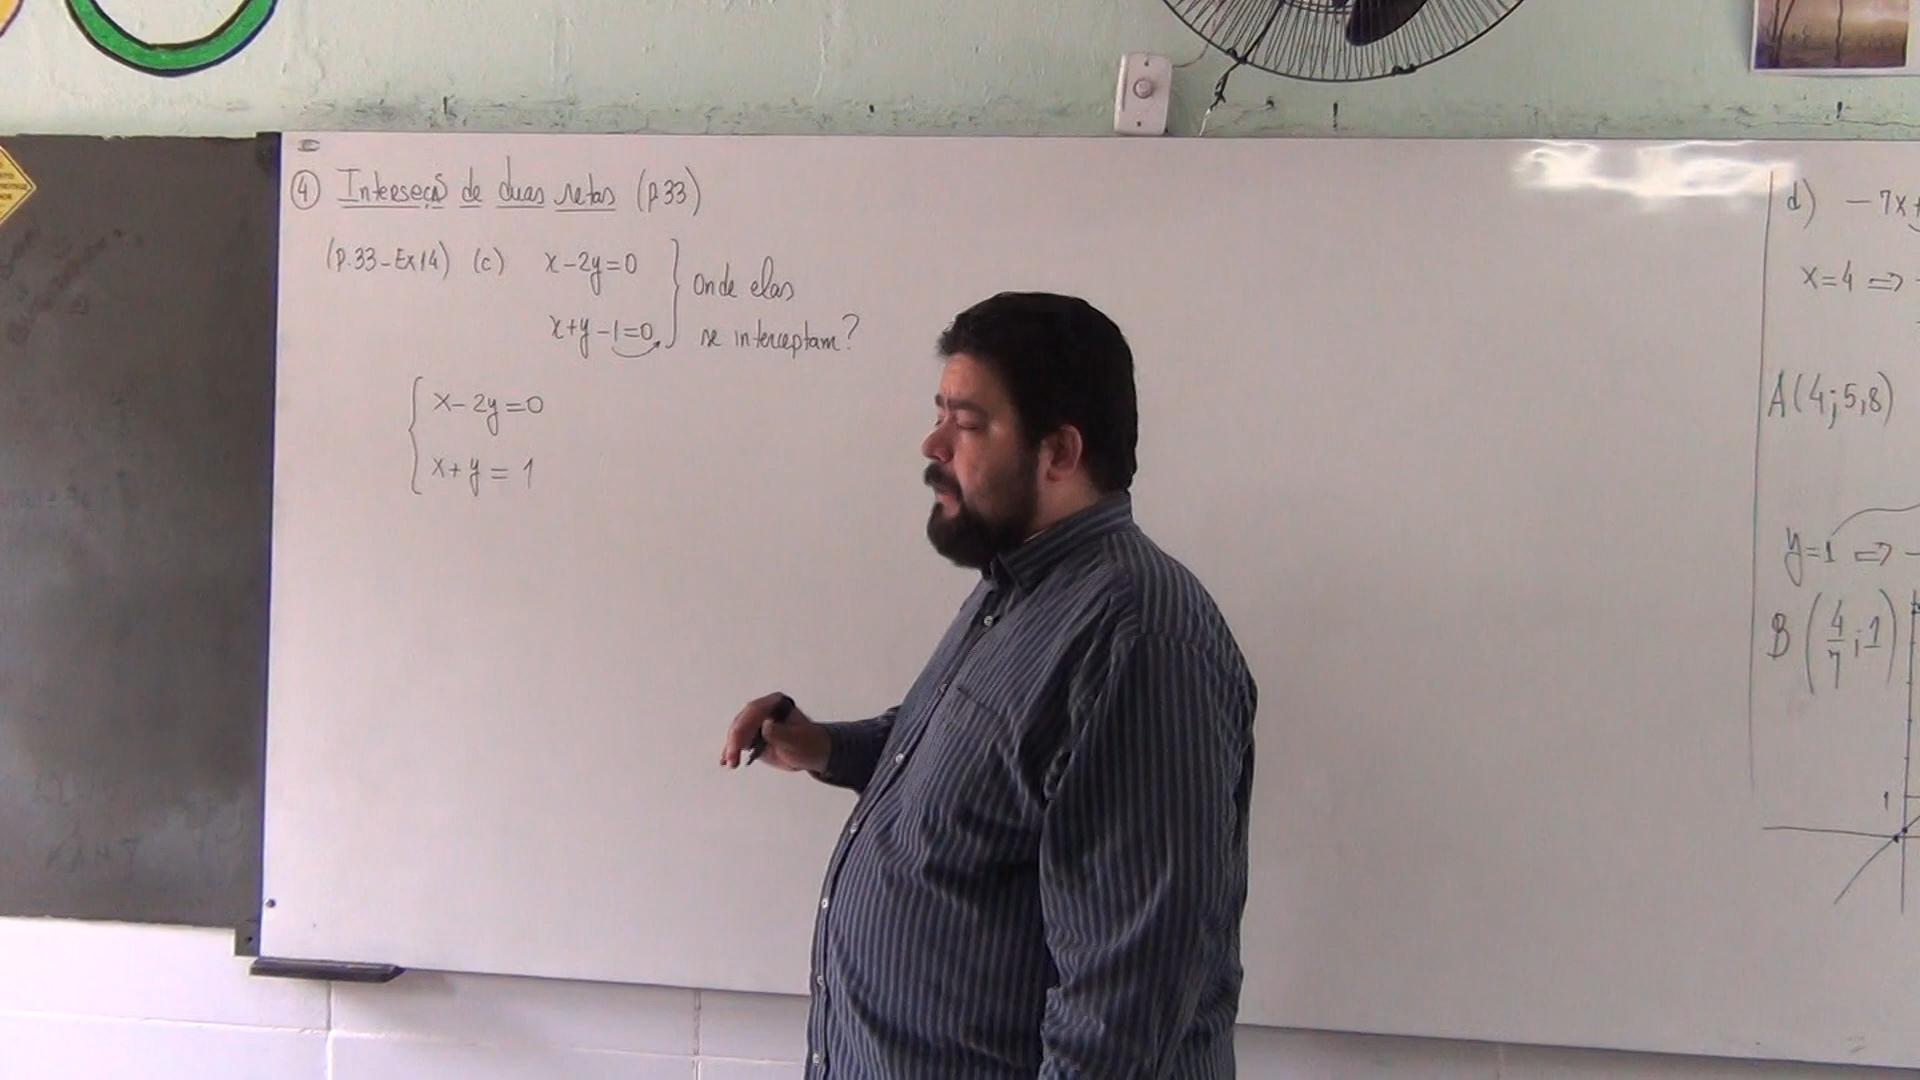 ④ Interseçã de duas retas (p.33)
(p.33-Ex14) (c) x-2y=0
x+y-1=0
onde elas
se interceptam?
x-2y=0
x+y=1
d) -7x+
x=4 ⇒
A(4;5,8)
y=1 ⇒
B(4/7;1)
1